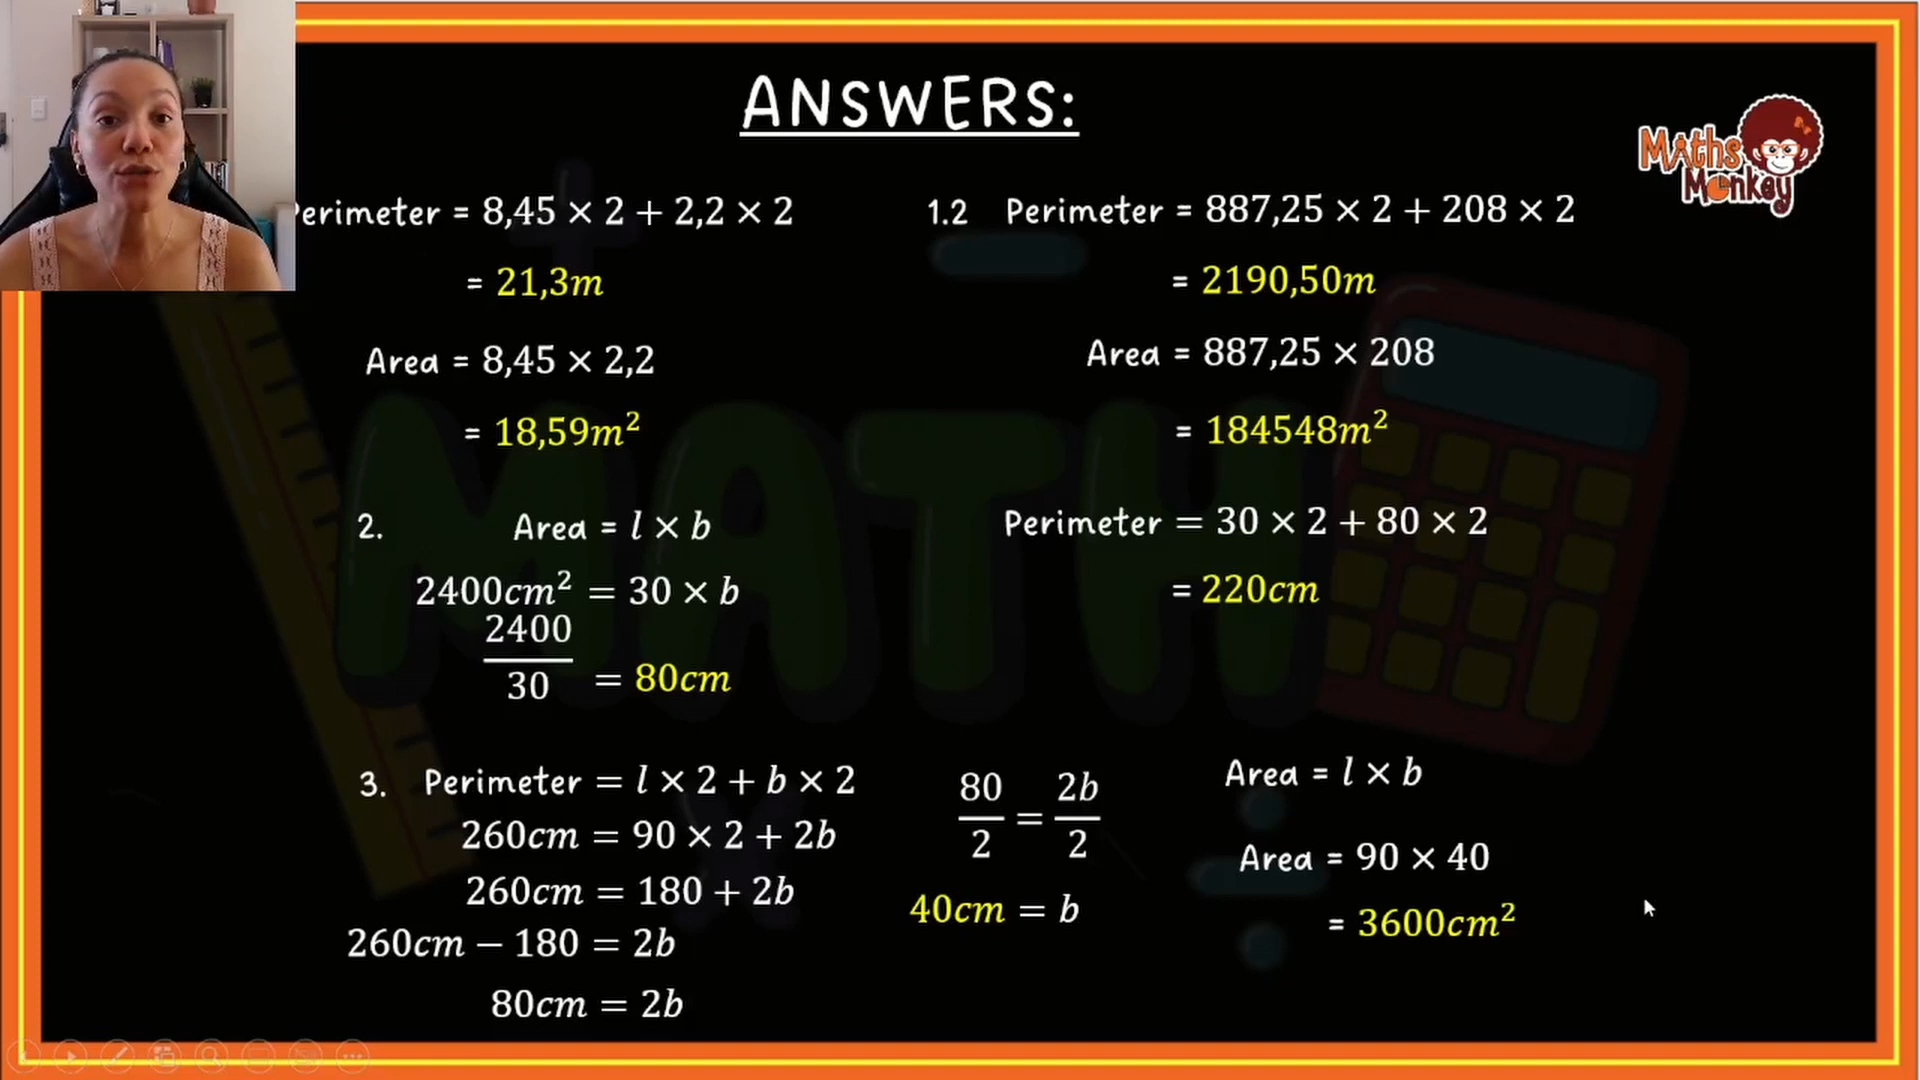 ANSWERS:
Maths
Monkey
Perimeter = 8,45 × 2 + 2,2 × 2
= 21,3m
Area = 8,45 × 2,2
= 18,59m²
1.2 Perimeter = 887,25 × 2 + 208 × 2
= 2190,50m
Area = 887,25 × 208
= 184548m²
2. Area = l × b
2400cm² = 30 × b
2400/30 = 80cm
Perimeter = 30 × 2 + 80 × 2
= 220cm
3. Perimeter = l × 2 + b × 2
260cm = 90 × 2 + 2b
260cm = 180 + 2b
260cm − 180 = 2b
80cm = 2b
80/2 = 2b/2
40cm = b
Area = l × b
Area = 90 × 40
= 3600cm²
MATH